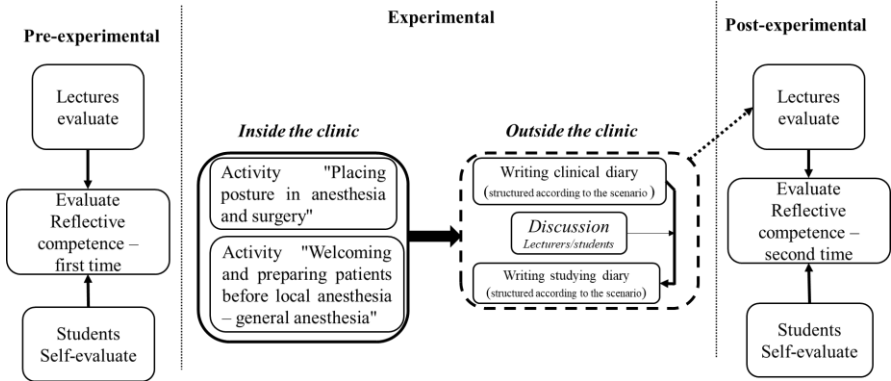 Pre-experimental
Lectures
evaluate
Evaluate
Reflective
competence –
first time
Students
Self-evaluate
Experimental
Inside the clinic
Activity "Placing
posture in anesthesia
and surgery"
Activity "Welcoming
and preparing patients
before local anesthesia
– general anesthesia"
Outside the clinic
Writing clinical diary
(structured according to the scenario )
Discussion
Lecturers/students
Writing studying diary
(structured according to the scenario)
Post-experimental
Lectures
evaluate
Evaluate
Reflective
competence –
second time
Students
Self-evaluate